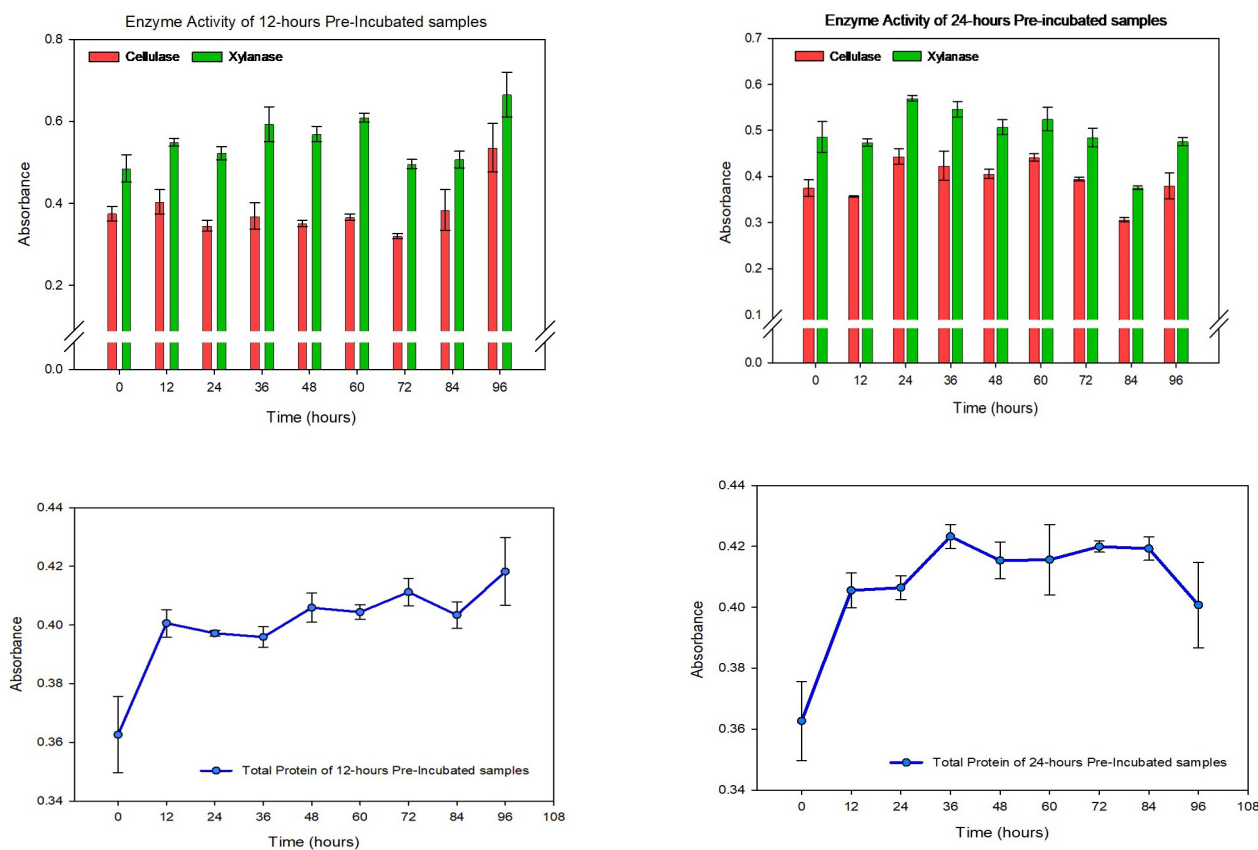 Enzyme Activity of 12-hours Pre-Incubated samples
0.8
0.6
0.4
0.2
0.0
Absorbance
Cellulase Xylanase
0 12 24 36 48 60 72 84 96
Time (hours)
Enzyme Activity of 24-hours Pre-incubated samples
0.7
0.6
0.5
0.4
0.3
0.2
0.1
0.0
Absorbance
Cellulase Xylanase
0 12 24 36 48 60 72 84 96
Time (hours)
0.44
0.42
0.40
0.38
0.36
0.34
Absorbance
Total Protein of 12-hours Pre-Incubated samples
0 12 24 36 48 60 72 84 96 108
Time (hours)
0.44
0.42
0.40
0.38
0.36
0.34
Absorbance
Total Protein of 24-hours Pre-Incubated samples
0 12 24 36 48 60 72 84 96 108
Time (hours)